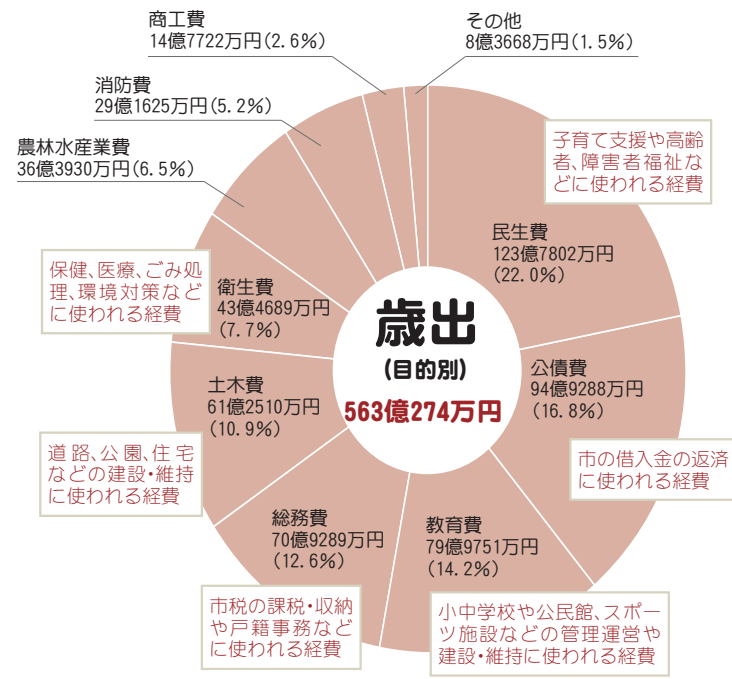 商工費
14億7722万円(2.6%)
その他
8億3668万円(1.5%)
消防費
29億1625万円(5.2%)
農林水産業費
36億3930万円(6.5%)
子育て支援や高齢
者、障害者福祉な
どに使われる経費
民生費
123億7802万円
(22.0%)
保健、医療、ごみ処
理、環境対策など
に使われる経費
衛生費
43億4689万円
(7.7%)
歳出
(目的別)
563億274万円
公債費
94億9288万円
(16.8%)
土木費
61億2510万円
(10.9%)
道路、公園、住宅
などの建設・維持
に使われる経費
市の借入金の返済
に使われる経費
総務費
70億9289万円
(12.6%)
教育費
79億9751万円
(14.2%)
市税の課税・収納
や戸籍事務など
に使われる経費
小中学校や公民館、スポー
ツ施設などの管理運営や
建設・維持に使われる経費